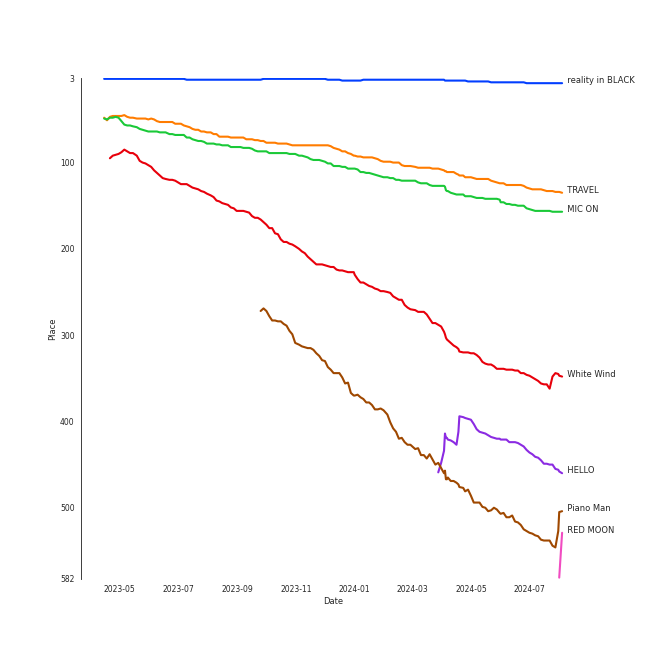 3
reality in BLACK
100
TRAVEL
MIC ON
200
Place
300
White Wind
400
HELLO
500
Piano Man
RED MOON
582
2023-05 2023-07 2023-09 2023-11 2024-01 2024-03 2024-05 2024-07
Date